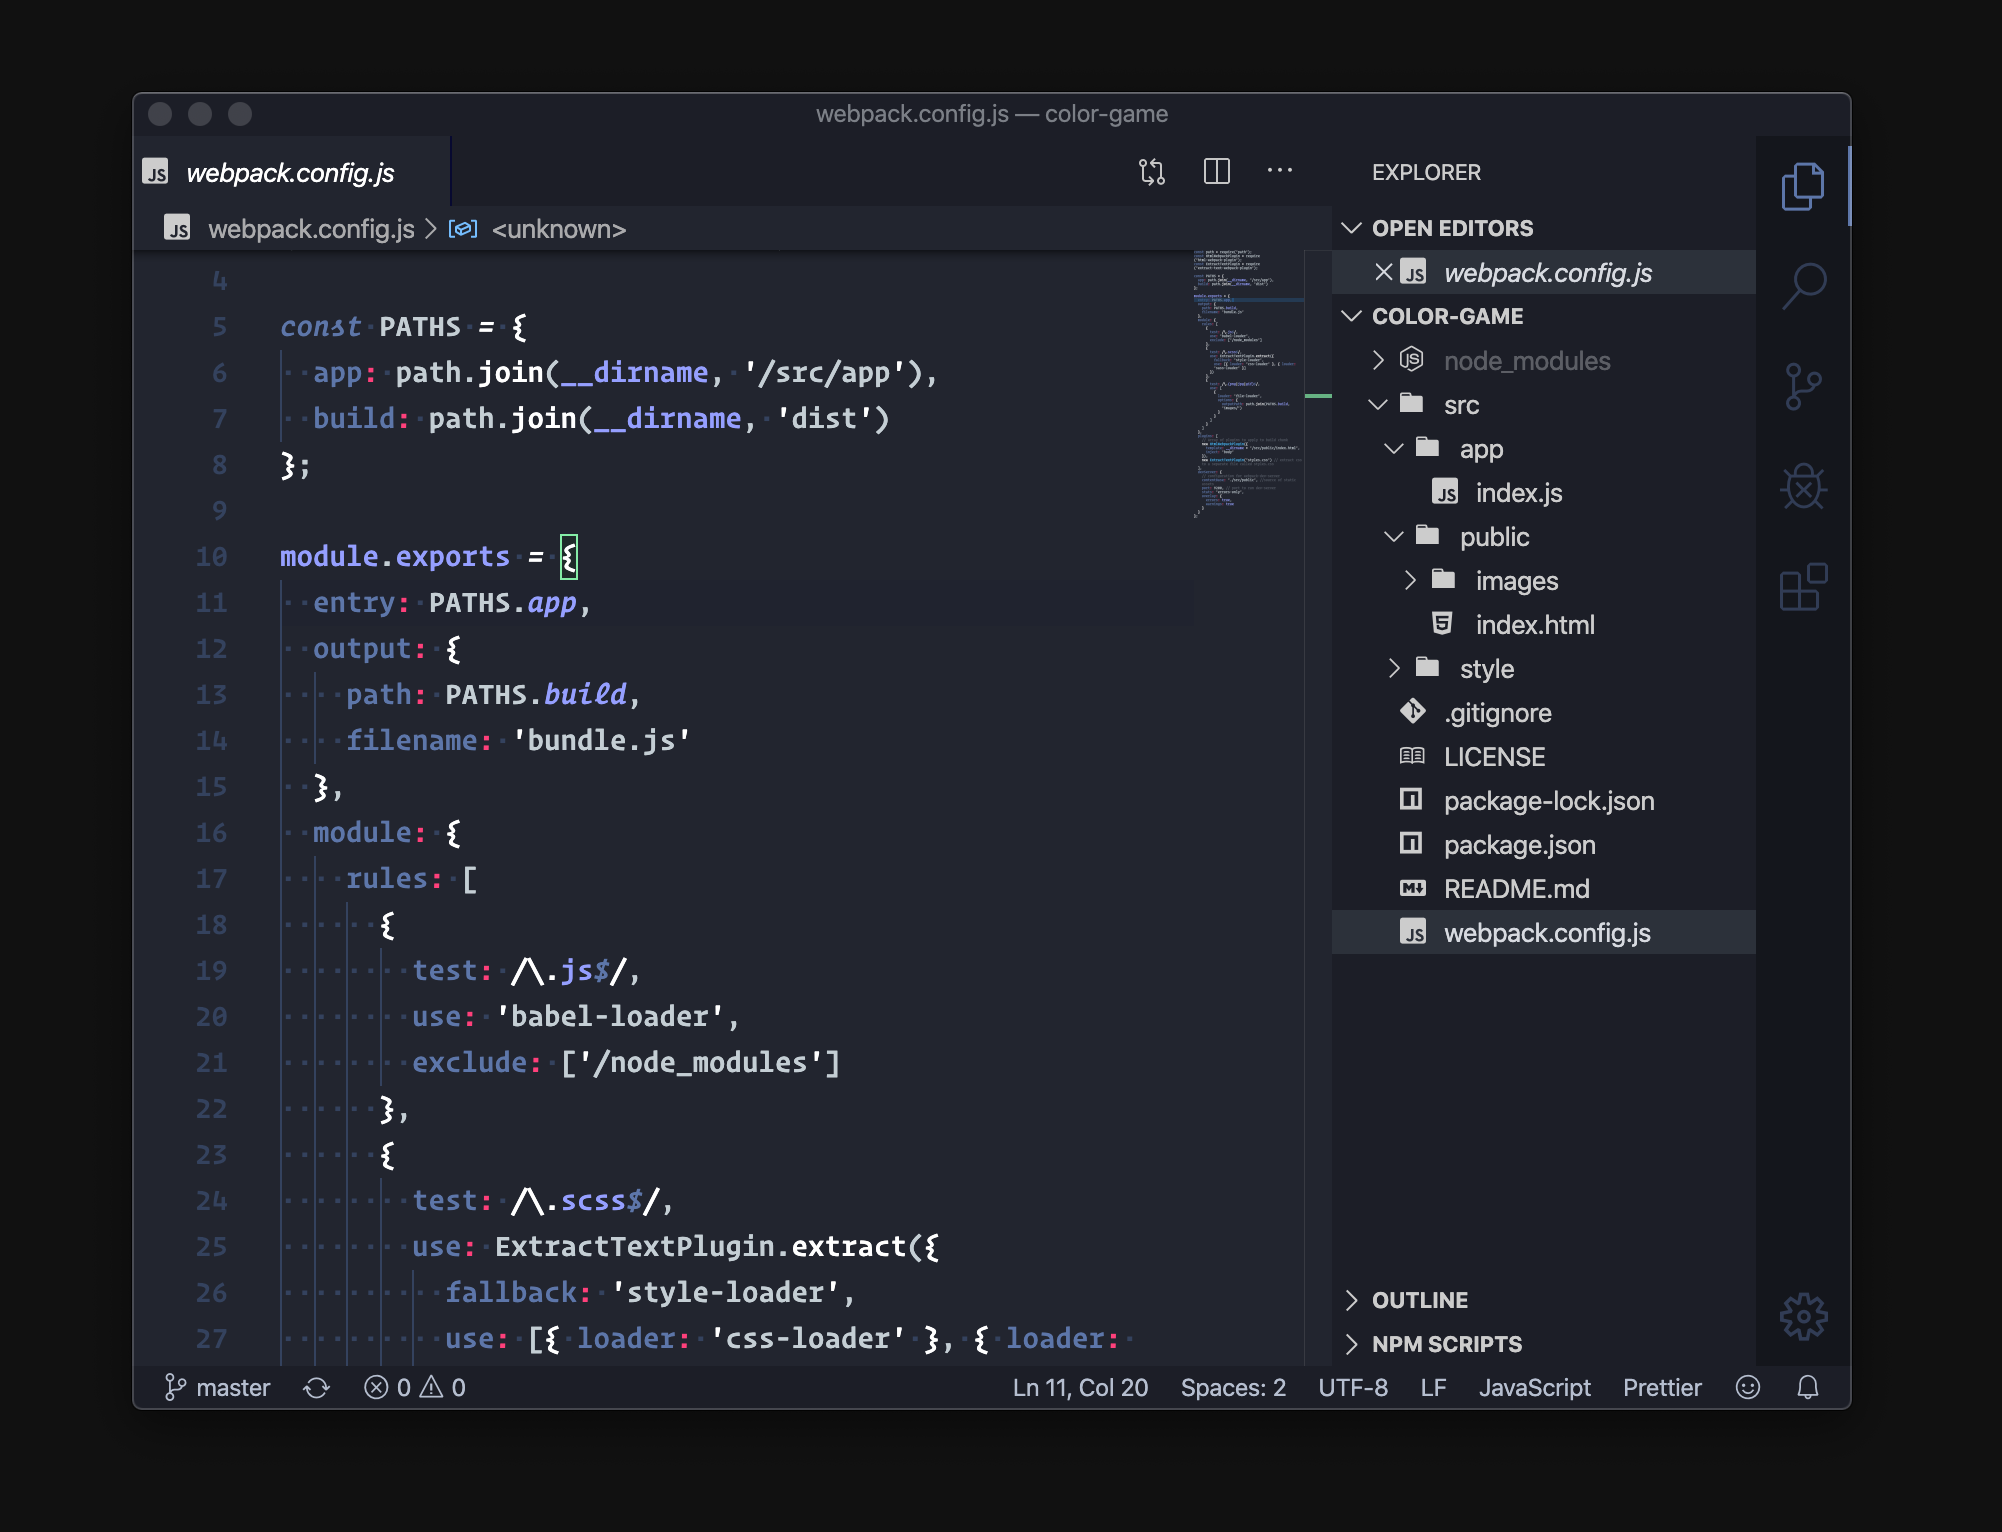 webpack.config.js — color-game
webpack.config.js
webpack.config.js > <unknown>
4
5 const PATHS = {
6   app: path.join(__dirname, '/src/app'),
7   build: path.join(__dirname, 'dist')
8 };
9
10 module.exports = {
11   entry: PATHS.app,
12   output: {
13     path: PATHS.build,
14     filename: 'bundle.js'
15   },
16   module: {
17     rules: [
18       {
19         test: /\.js$/,
20         use: 'babel-loader',
21         exclude: ['/node_modules']
22       },
23       {
24         test: /\.scss$/,
25         use: ExtractTextPlugin.extract({
26           fallback: 'style-loader',
27           use: [{ loader: 'css-loader' }, { loader:
EXPLORER
OPEN EDITORS
webpack.config.js
COLOR-GAME
node_modules
src
app
index.js
public
images
index.html
style
.gitignore
LICENSE
package-lock.json
package.json
README.md
webpack.config.js
OUTLINE
NPM SCRIPTS
master 0 0 Ln 11, Col 20 Spaces: 2 UTF-8 LF JavaScript Prettier